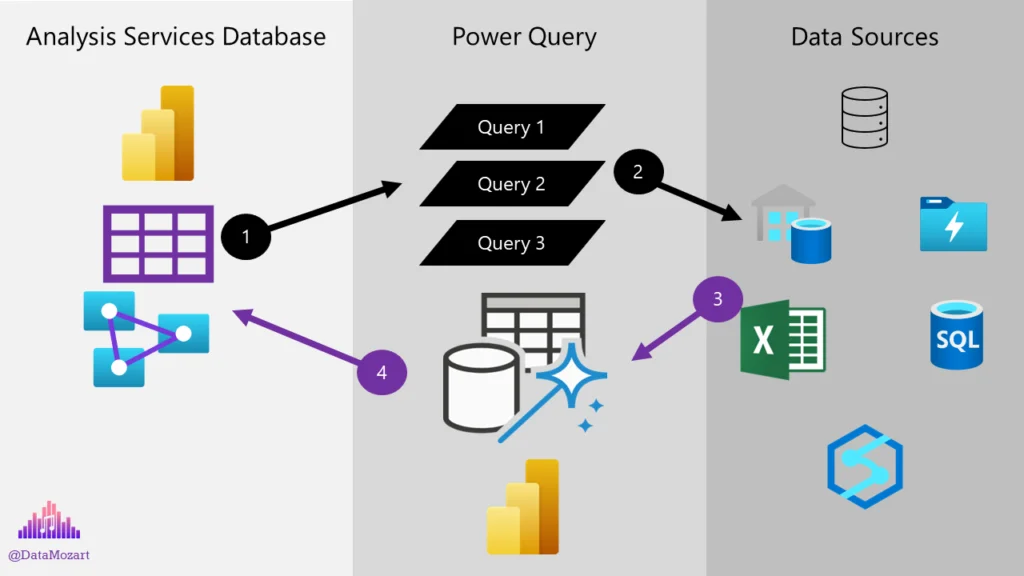 Analysis Services Database
Power Query
Data Sources
Query 1
Query 2
Query 3
1
2
3
4
X
SQL
@DataMozart